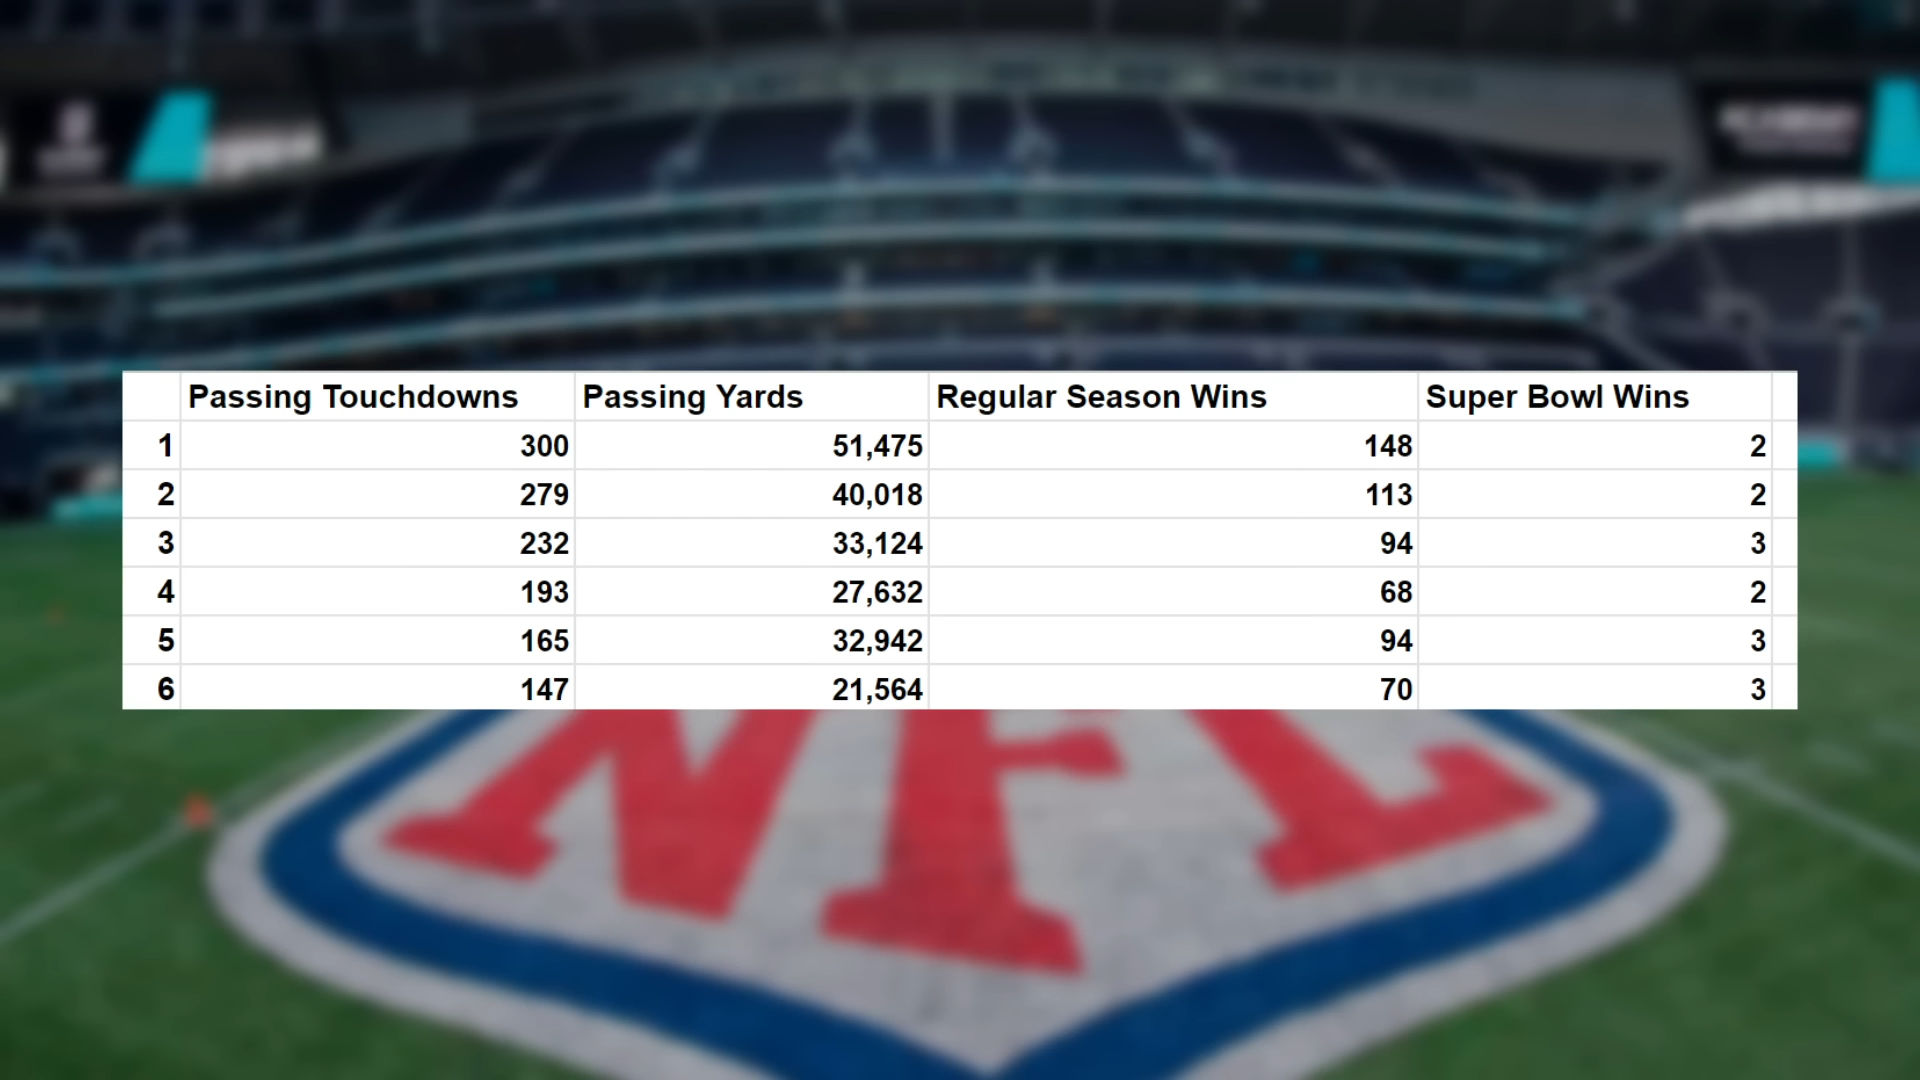 Passing Touchdowns Passing Yards Regular Season Wins Super Bowl Wins
1 300 51,475 148 2
2 279 40,018 113 2
3 232 33,124 94 3
4 193 27,632 68 2
5 165 32,942 94 3
6 147 21,564 70 3
NFL